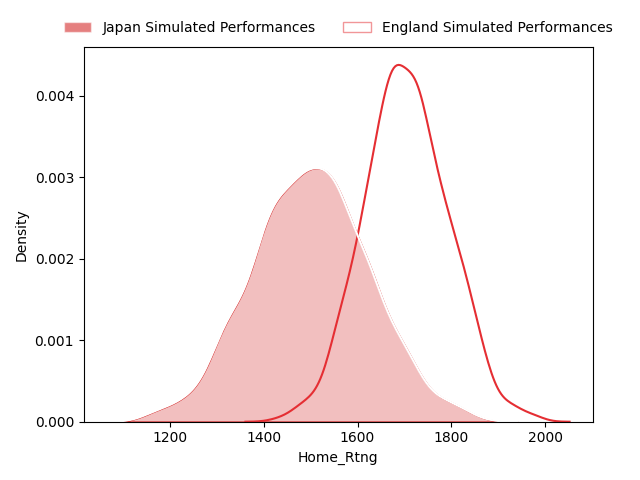 Japan Simulated Performances England Simulated Performances
0.004
0.003
0.002
0.001
0.000
Density
1200 1400 1600 1800 2000
Home_Rtng